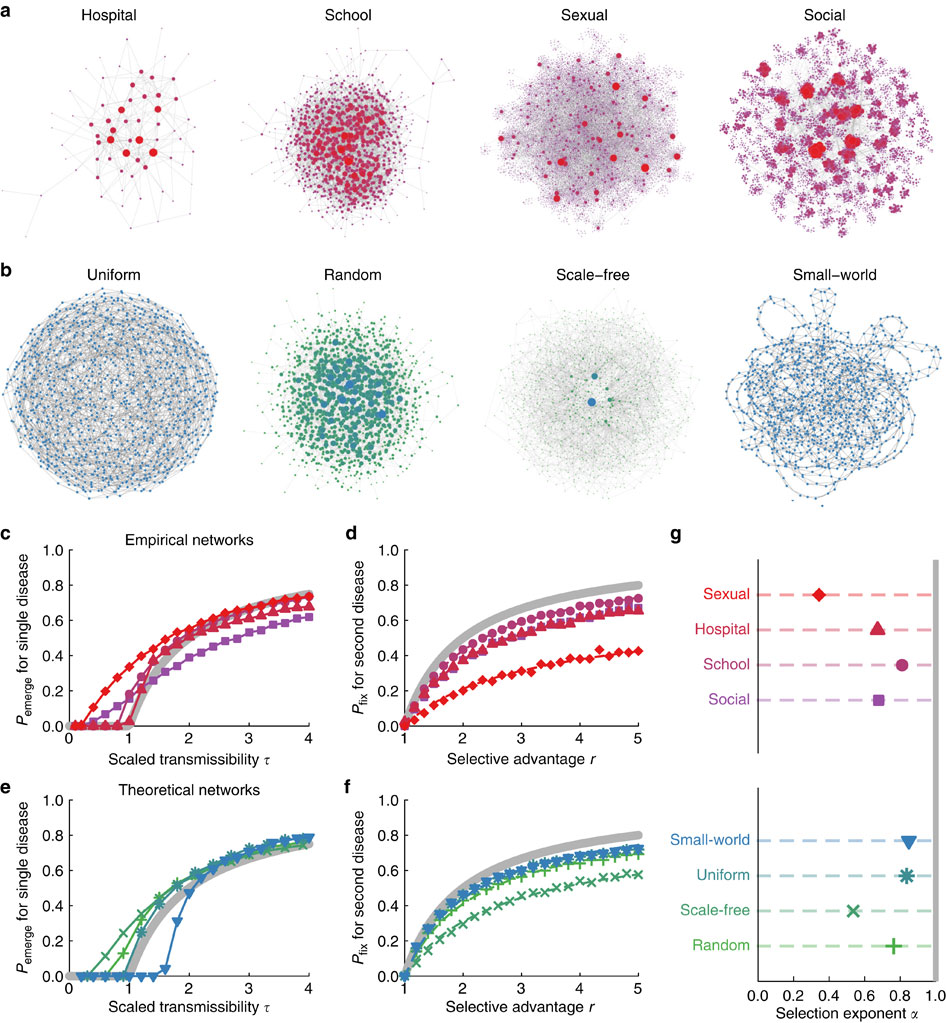 a
Hospital
School
Sexual
Social
b
Uniform
Random
Scale−free
Small−world
c
Empirical networks
P emerge for single disease
1.0
0.8
0.6
0.4
0.2
0.0
0 1 2 3 4
Scaled transmissibility τ
d
P fix for second disease
1.0
0.8
0.6
0.4
0.2
0.0
1 2 3 4 5
Selective advantage r
e
Theoretical networks
P emerge for single disease
1.0
0.8
0.6
0.4
0.2
0.0
0 1 2 3 4
Scaled transmissibility τ
f
P fix for second disease
1.0
0.8
0.6
0.4
0.2
0.0
1 2 3 4 5
Selective advantage r
g
Sexual
Hospital
School
Social
Small-world
Uniform
Scale-free
Random
0.0 0.2 0.4 0.6 0.8 1.0
Selection exponent α